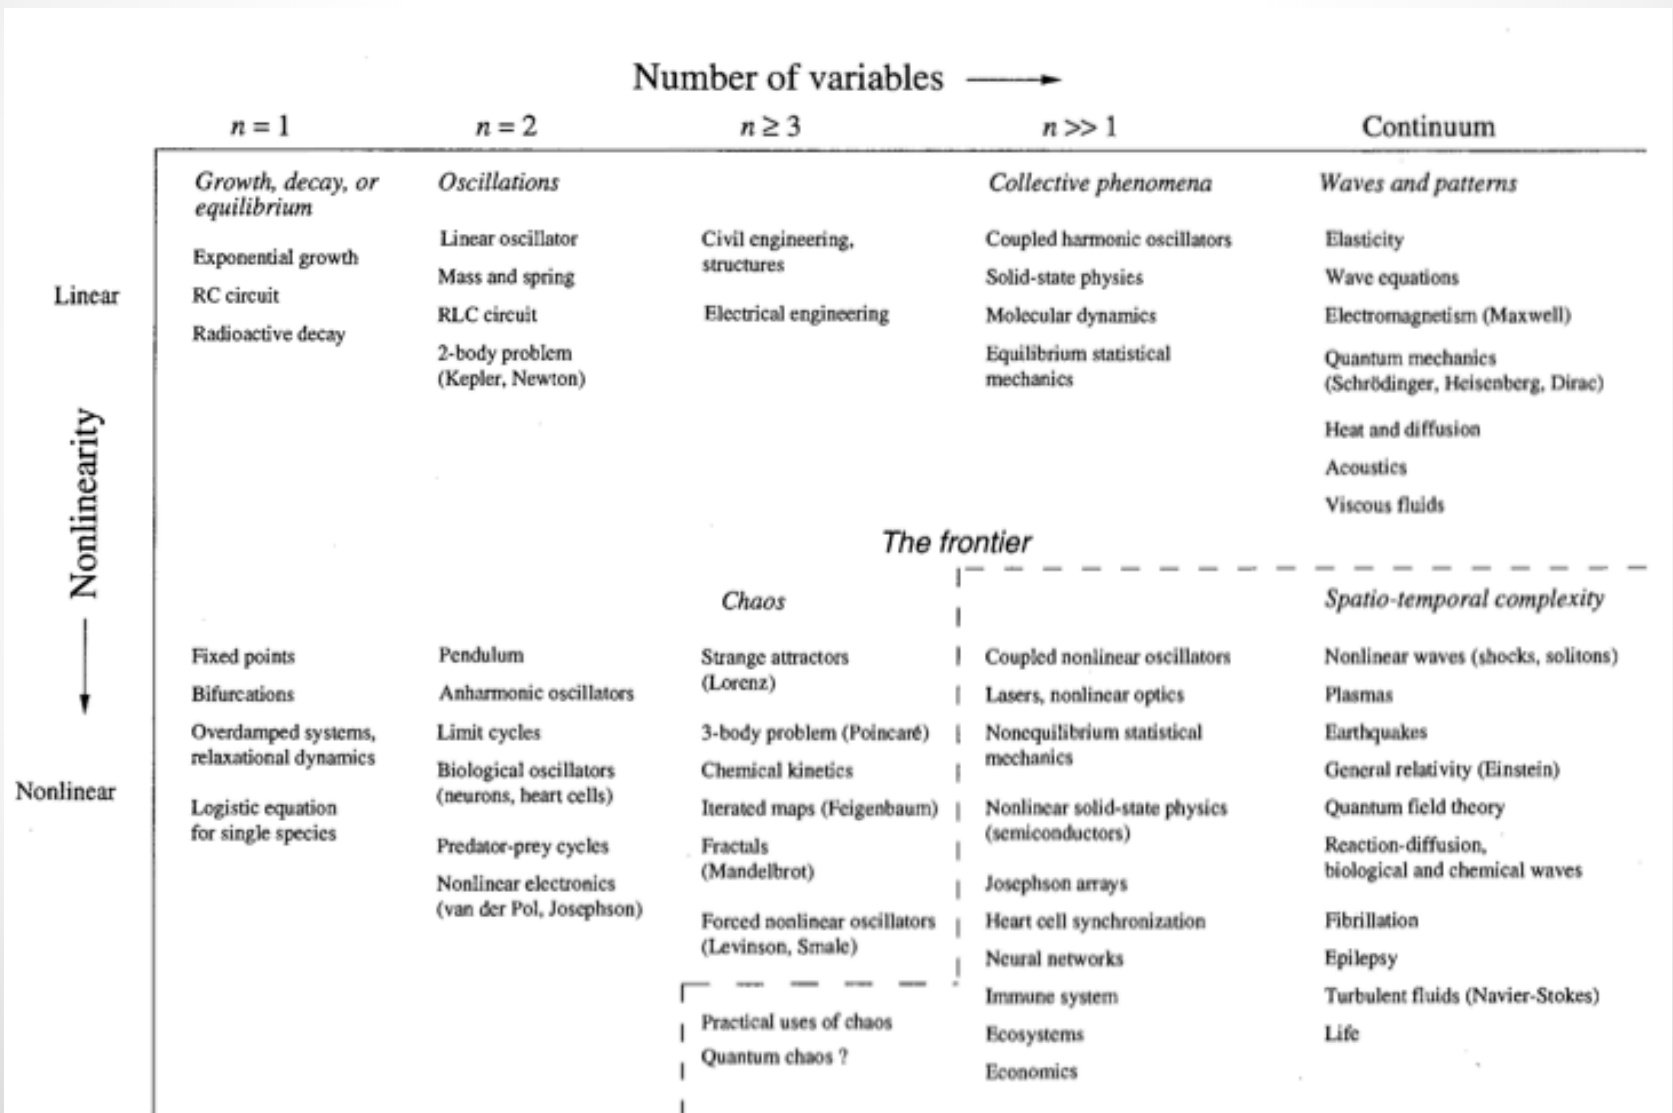 Number of variables
n = 1
n = 2
n ≥ 3
n >> 1
Continuum
Nonlinearity
Linear
Growth, decay, or
equilibrium
Exponential growth
RC circuit
Radioactive decay
Oscillations
Linear oscillator
Mass and spring
RLC circuit
2-body problem
(Kepler, Newton)
Civil engineering,
structures
Electrical engineering
Collective phenomena
Coupled harmonic oscillators
Solid-state physics
Molecular dynamics
Equilibrium statistical
mechanics
Waves and patterns
Elasticity
Wave equations
Electromagnetism (Maxwell)
Quantum mechanics
(Schrödinger, Heisenberg, Dirac)
Heat and diffusion
Acoustics
Viscous fluids
The frontier
Nonlinear
Fixed points
Bifurcations
Overdamped systems,
relaxational dynamics
Logistic equation
for single species
Pendulum
Anharmonic oscillators
Limit cycles
Biological oscillators
(neurons, heart cells)
Predator-prey cycles
Nonlinear electronics
(van der Pol, Josephson)
Chaos
Strange attractors
(Lorenz)
3-body problem (Poincaré)
Chemical kinetics
Iterated maps (Feigenbaum)
Fractals
(Mandelbrot)
Forced nonlinear oscillators
(Levinson, Smale)
Practical uses of chaos
Quantum chaos ?
Coupled nonlinear oscillators
Lasers, nonlinear optics
Nonequilibrium statistical
mechanics
Nonlinear solid-state physics
(semiconductors)
Josephson arrays
Heart cell synchronization
Neural networks
Immune system
Ecosystems
Economics
Spatio-temporal complexity
Nonlinear waves (shocks, solitons)
Plasmas
Earthquakes
General relativity (Einstein)
Quantum field theory
Reaction-diffusion,
biological and chemical waves
Fibrillation
Epilepsy
Turbulent fluids (Navier-Stokes)
Life